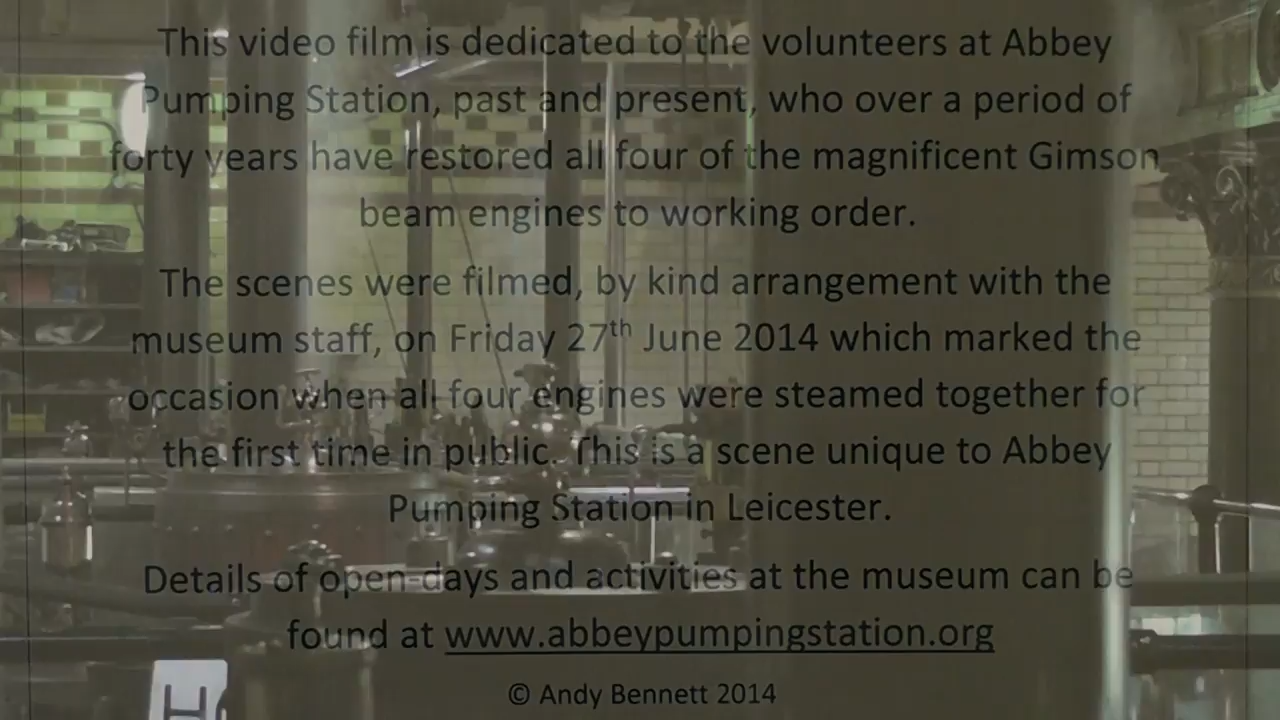 This video film is dedicated to the volunteers at Abbey
Pumping Station, past and present, who over a period of
forty years have restored all four of the magnificent Gimson
beam engines to working order.
The scenes were filmed, by kind arrangement with the
museum staff, on Friday 27th June 2014 which marked the
occasion when all four engines were steamed together for
the first time in public. This is a scene unique to Abbey
Pumping Station in Leicester.
Details of open-days and activities at the museum can be
found at www.abbeypumpingstation.org
© Andy Bennett 2014
H